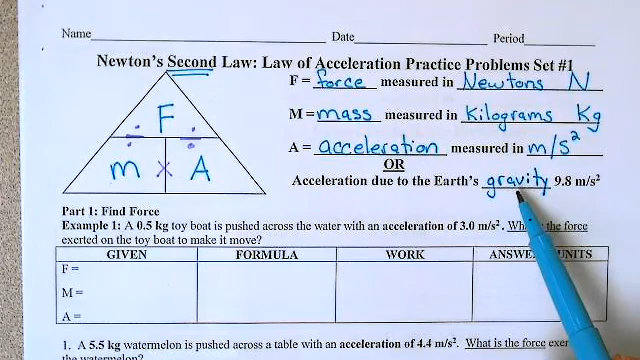 Name Date Period
Newton's Second Law: Law of Acceleration Practice Problems Set #1
F = force measured in Newtons N
M = mass measured in Kilograms Kg
A = acceleration measured in m/s²
OR
Acceleration due to the Earth's gravity 9.8 m/s²
F
÷ ÷
m x A
Part 1: Find Force
Example 1: A 0.5 kg toy boat is pushed across the water with an acceleration of 3.0 m/s². the force
exerted on the toy boat to make it move?
GIVEN FORMULA WORK UNITS
F =
M =
A =
1. A 5.5 kg watermelon is pushed across a table with an acceleration of 4.4 m/s². What is the force
the watermelon?